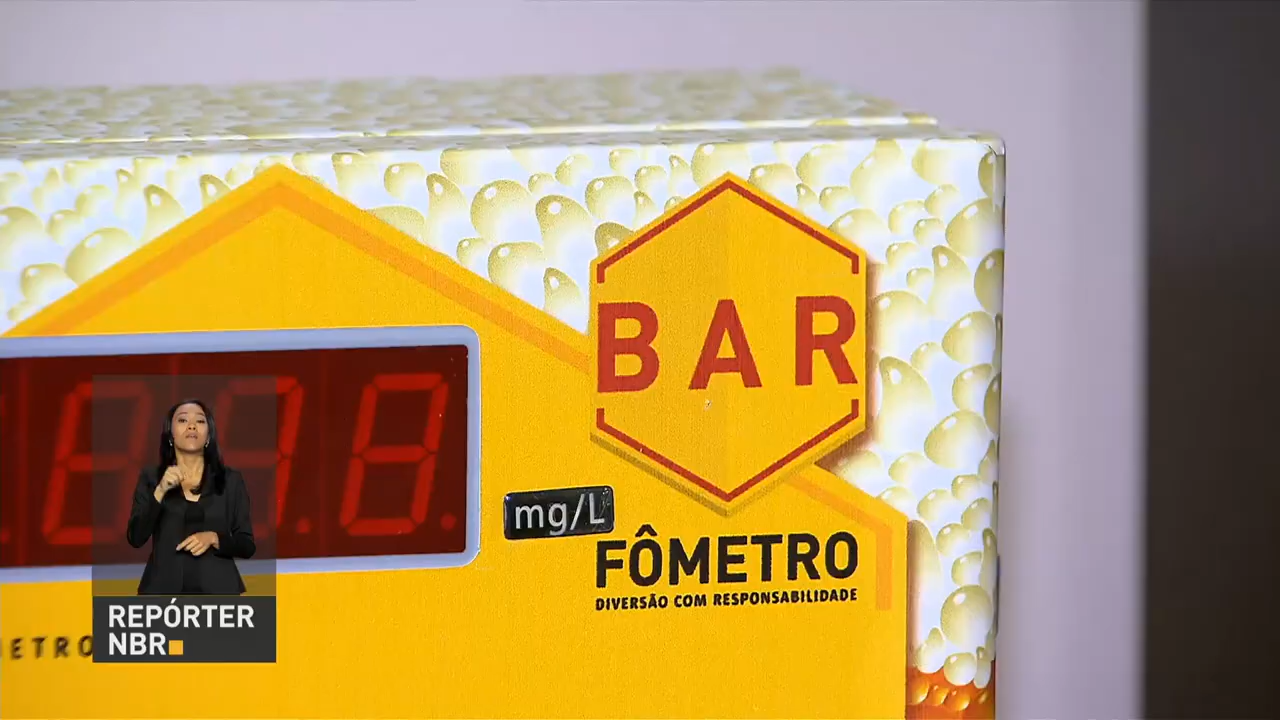 BAR
mg/L
FÔMETRO
DIVERSÃO COM RESPONSABILIDADE
REPÓRTER
NBR